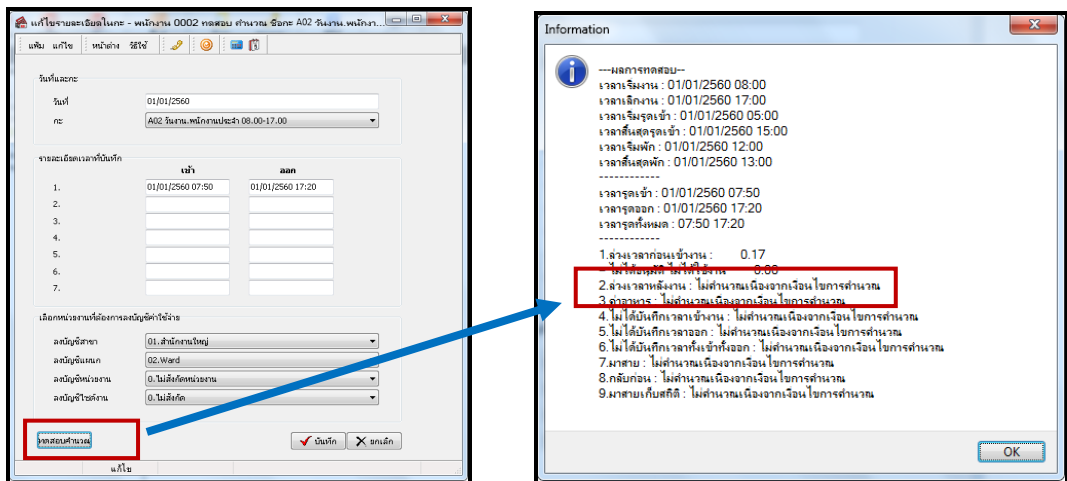 แก้ไขรายละเอียดในกะ - พนักงาน 0002 ทดสอบ คำนวณ ชื่อกะ A02 วันงาน.พนักงา...
แฟ้ม แก้ไข หน้าต่าง วิธีใช้
วันที่และกะ
วันที่ 01/01/2560
กะ A02 วันงาน.พนักงานประจำ 08.00-17.00
รายละเอียดเวลาที่บันทึก
เข้า ออก
1. 01/01/2560 07:50 01/01/2560 17:20
2.
3.
4.
5.
6.
7.
เลือกหน่วยงานที่ต้องการลงบัญชีค่าใช้จ่าย
ลงบัญชีสาขา 01.สำนักงานใหญ่
ลงบัญชีแผนก 02.Ward
ลงบัญชีหน่วยงาน 0.ไม่สังกัดหน่วยงาน
ลงบัญชีไซต์งาน 0.ไม่สังกัด
ทดสอบคำนวณ บันทึก ยกเลิก
แก้ไข
Information
---ผลการทดสอบ--
เวลาเริ่มงาน : 01/01/2560 08:00
เวลาเลิกงาน : 01/01/2560 17:00
เวลาเริ่มรูดเข้า : 01/01/2560 05:00
เวลาสิ้นสุดรูดเข้า : 01/01/2560 15:00
เวลาเริ่มพัก : 01/01/2560 12:00
เวลาสิ้นสุดพัก : 01/01/2560 13:00
------------
เวลารูดเข้า : 01/01/2560 07:50
เวลารูดออก : 01/01/2560 17:20
เวลารูดทั้งหมด : 07:50 17:20
------------
1.ล่วงเวลาก่อนเข้างาน : 0.17
- ไม่ได้อนุมัติ ไม่ได้ใช้งาน 0.00
2.ล่วงเวลาหลังงาน : ไม่คำนวณเนื่องจากเงื่อนไขการคำนวณ
3.ค่าอาหาร : ไม่คำนวณเนื่องจากเงื่อนไขการคำนวณ
4.ไม่ได้บันทึกเวลาเข้างาน : ไม่คำนวณเนื่องจากเงื่อนไขการคำนวณ
5.ไม่ได้บันทึกเวลาออก : ไม่คำนวณเนื่องจากเงื่อนไขการคำนวณ
6.ไม่ได้บันทึกเวลาทั้งเข้าทั้งออก : ไม่คำนวณเนื่องจากเงื่อนไขการคำนวณ
7.มาสาย : ไม่คำนวณเนื่องจากเงื่อนไขการคำนวณ
8.กลับก่อน : ไม่คำนวณเนื่องจากเงื่อนไขการคำนวณ
9.มาสายเก็บสถิติ : ไม่คำนวณเนื่องจากเงื่อนไขการคำนวณ
OK